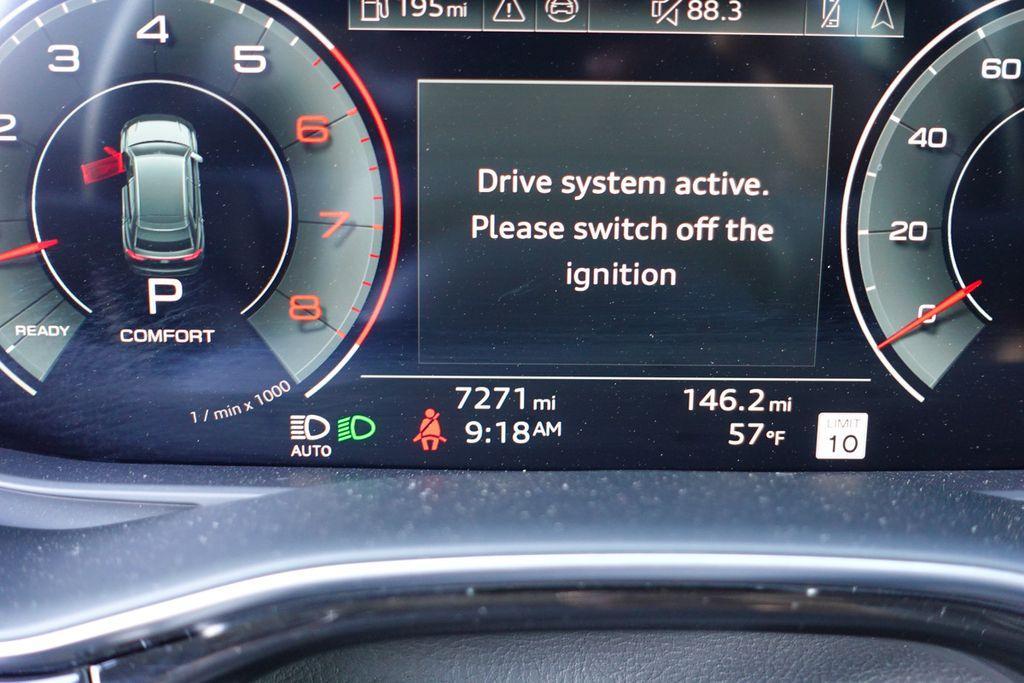 195mi
88.3
2
3
4
5
6
7
8
READY
P
COMFORT
1 / min x 1000
Drive system active.
Please switch off the
ignition
60
40
20
0
AUTO
7271 mi
9:18AM
146.2 mi
57°F
LIMIT
10